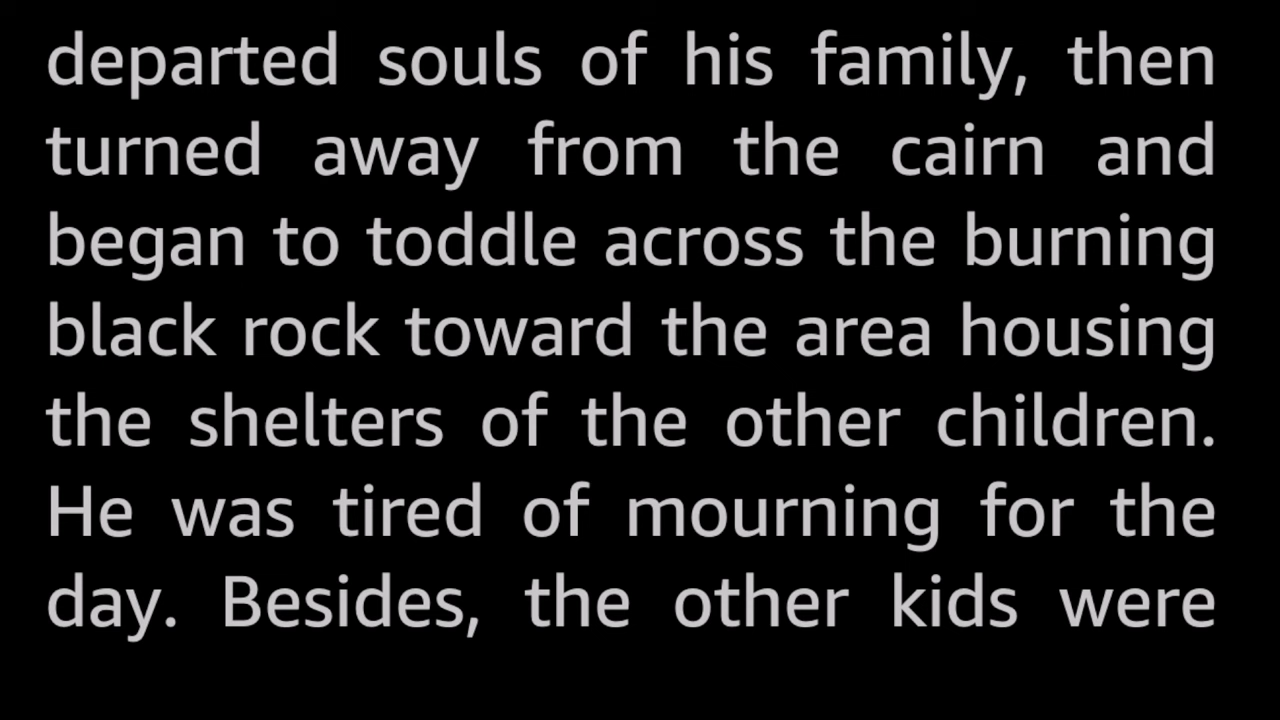 departed souls of his family, then
turned away from the cairn and
began to toddle across the burning
black rock toward the area housing
the shelters of the other children.
He was tired of mourning for the
day. Besides, the other kids were